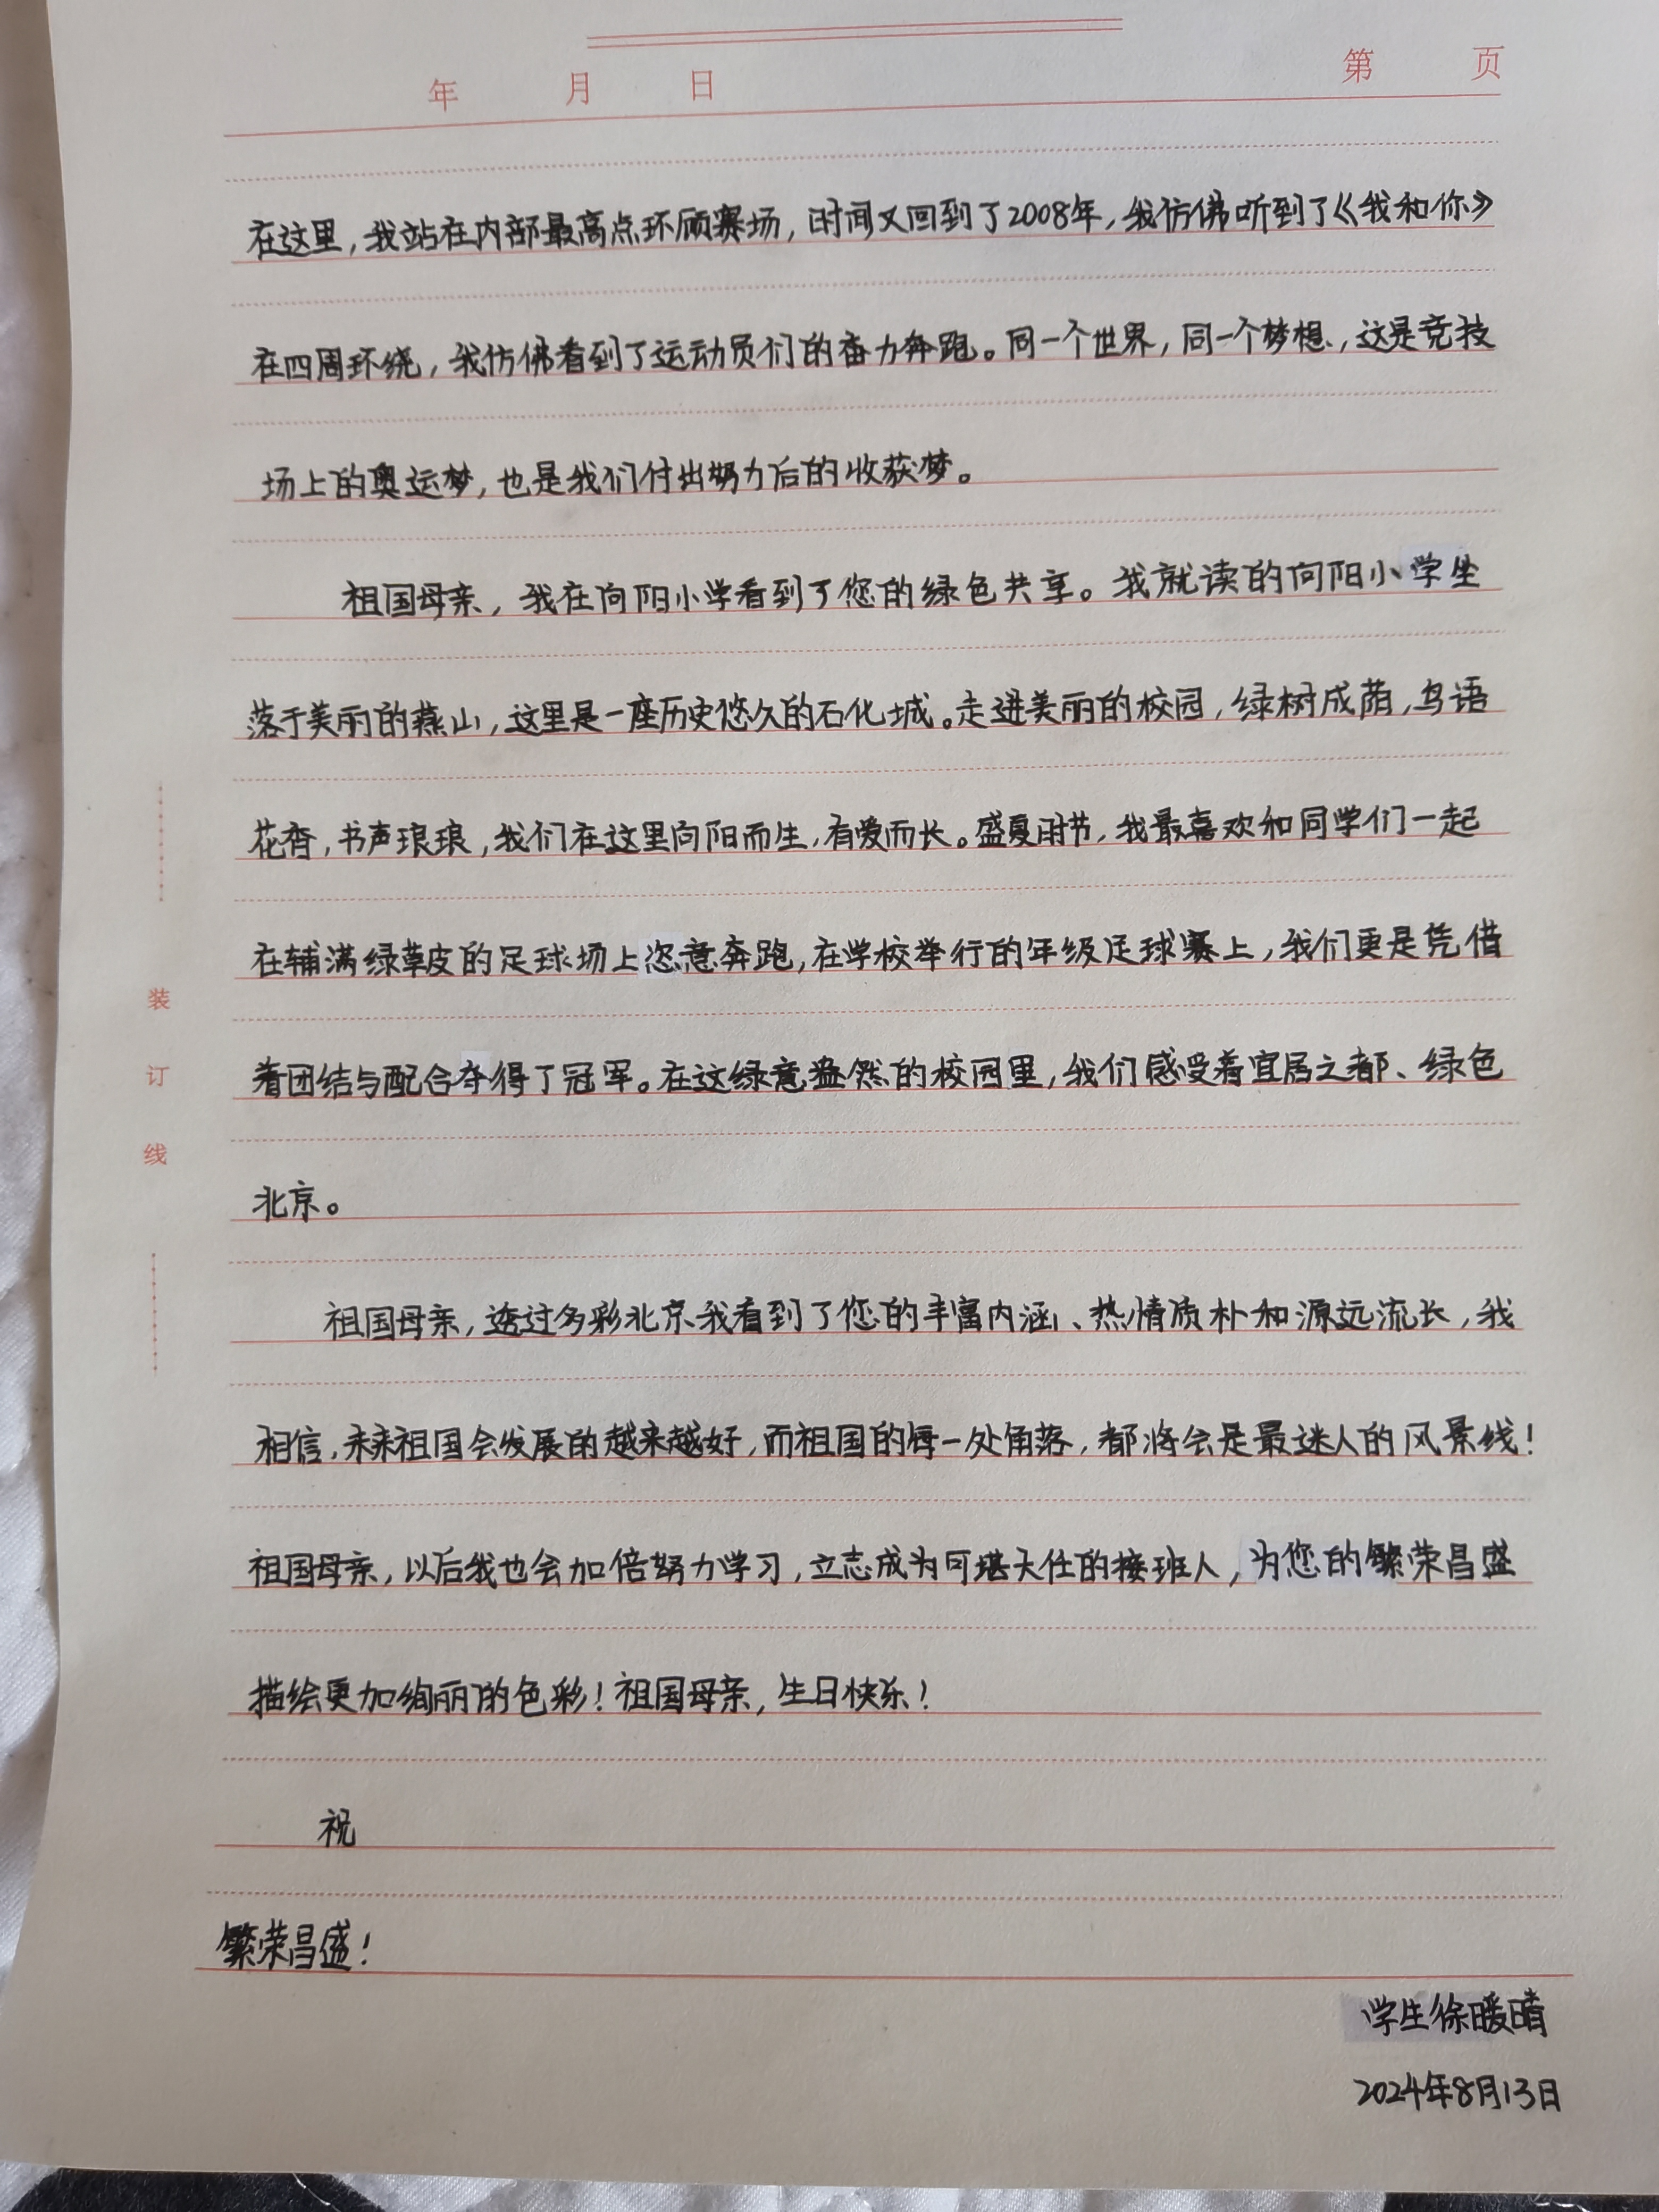 年 月 日 第 页
在这里，我站在内部最高点环顾赛场，时间又回到了2008年，我仿佛听到了《我和你》
在四周环绕，我仿佛看到了运动员们的奋力奔跑。同一个世界，同一个梦想，这是竞技
场上的奥运梦，也是我们付出努力后的收获梦。
祖国母亲，我在向阳小学看到了您的绿色共享。我就读的向阳小学坐
落于美丽的燕山，这里是一座历史悠久的石化城。走进美丽的校园，绿树成荫，鸟语
花香，书声琅琅，我们在这里向阳而生，有爱而长。盛夏时节，我最喜欢和同学们一起
在辅满绿草皮的足球场上恣意奔跑，在学校举行的年级足球赛上，我们更是凭借
着团结与配合夺得了冠军。在这绿意盎然的校园里，我们感受着宜居之都、绿色
北京。
祖国母亲，透过多彩北京我看到了您的丰富内涵、热情质朴和源远流长，我
相信，未来祖国会发展的越来越好，而祖国的每一处角落，都将会是最迷人的风景线！
祖国母亲，以后我也会加倍努力学习，立志成为可堪大任的接班人，为您的繁荣昌盛
描绘更加绚丽的色彩！祖国母亲，生日快乐！
祝
繁荣昌盛！
学生徐暖晴
2024年8月13日
装
订
线